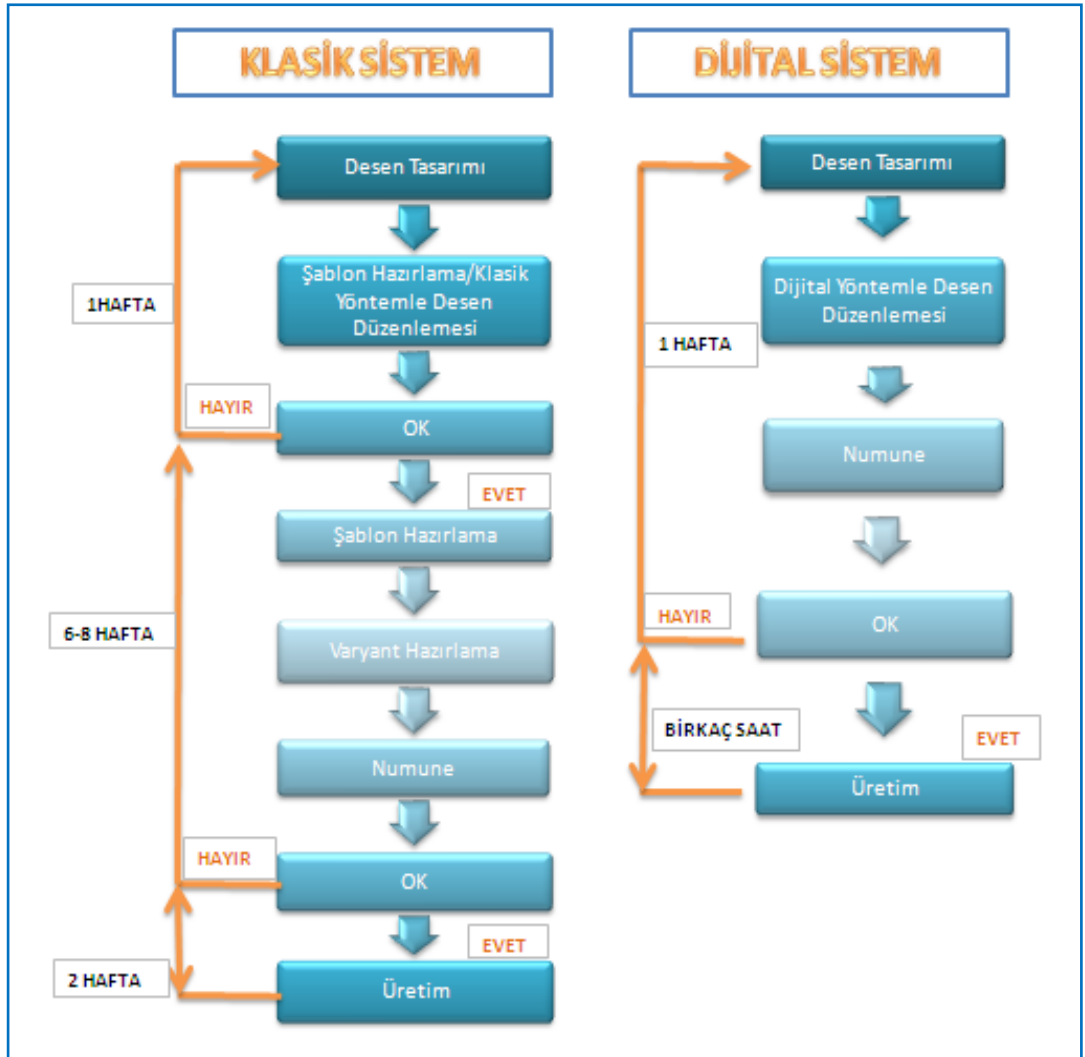 KLASİK SİSTEM
Desen Tasarımı
Şablon Hazırlama/Klasik
Yöntemle Desen
Düzenlemesi
1HAFTA
HAYIR
OK
EVET
Şablon Hazırlama
6-8 HAFTA
Varyant Hazırlama
Numune
HAYIR
OK
EVET
2 HAFTA
Üretim
DİJİTAL SİSTEM
Desen Tasarımı
Dijital Yöntemle Desen
Düzenlemesi
1 HAFTA
Numune
HAYIR
OK
BİRKAÇ SAAT
EVET
Üretim